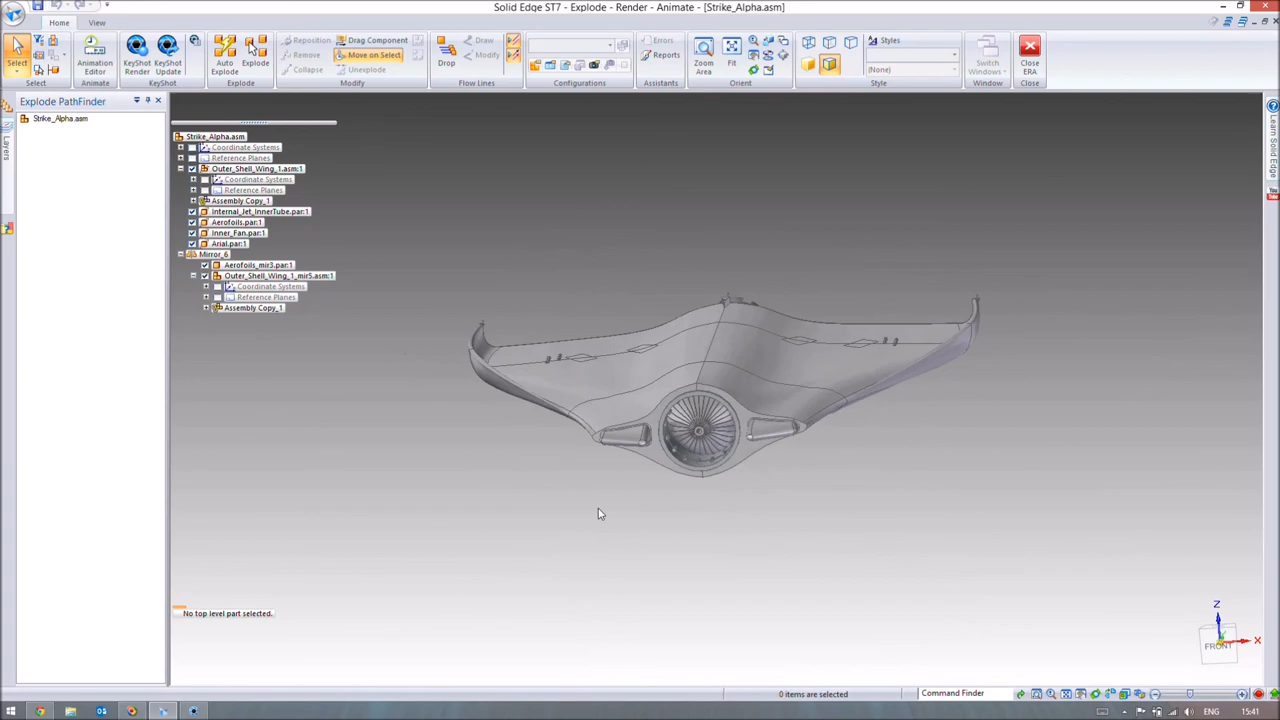 Solid Edge ST7 - Explode - Render - Animate - [Strike_Alpha.asm]
Home View
Select
Select
Animation Editor
Animate
KeyShot Render
KeyShot Update
KeyShot
Auto Explode
Explode
Explode
Reposition
Remove
Collapse
Drag Component
Move on Select
Unexplode
Modify
Drop
Draw
Modify
Flow Lines
Configurations
Errors
Reports
Assistants
Zoom Area
Fit
Orient
Styles
(None)
Style
Switch Windows
Window
Close ERA
Close
Explode PathFinder
Strike_Alpha.asm
Layers
Strike_Alpha.asm
Coordinate Systems
Reference Planes
Outer_Shell_Wing_1.asm:1
Coordinate Systems
Reference Planes
Assembly Copy_1
Internal_Jet_InnerTube.par:1
Aerofoils.par:1
Inner_Fan.par:1
Arial.par:1
Mirror_6
Aerofoils_mir3.par:1
Outer_Shell_Wing_1_mir5.asm:1
Coordinate Systems
Reference Planes
Assembly Copy_1
Learn Solid Edge
You
No top level part selected.
Z
X
FRONT
0 items are selected
Command Finder
ENG
15:41